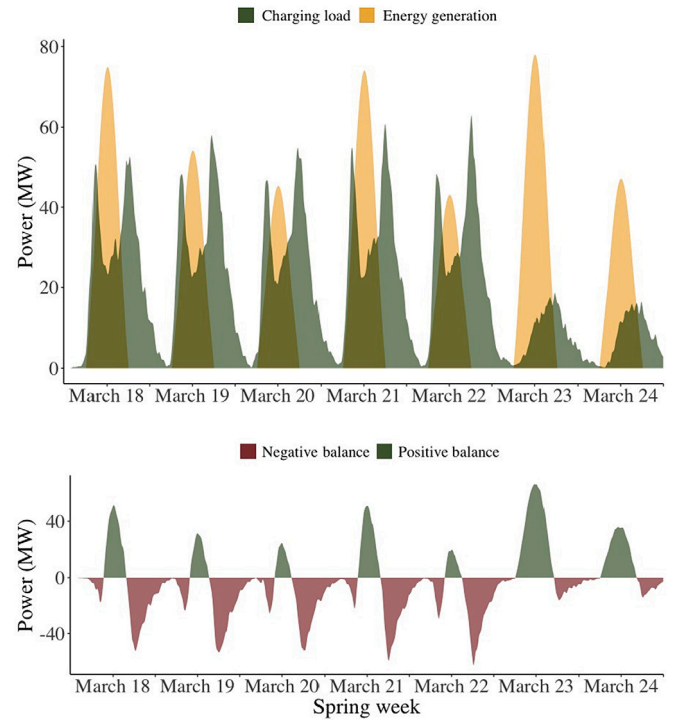 Charging load Energy generation
80
60
40
20
0
Power (MW)
March 18 March 19 March 20 March 21 March 22 March 23 March 24
Negative balance Positive balance
40
0
-40
Power (MW)
March 18 March 19 March 20 March 21 March 22 March 23 March 24
Spring week